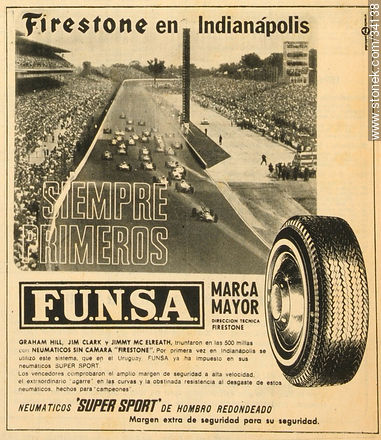 Firestone en Indianápolis
SIEMPRE
PRIMEROS
F.U.N.S.A.
MARCA
MAYOR
DIRECCION TECNICA
FIRESTONE
GRAHAM HILL, JIM CLARK y JIMMY MC ELREATH, triunfaron en las 500 millas
con NEUMATICOS SIN CAMARA "FIRESTONE". Por primera vez en Indianápolis se
utilizó este sistema, que en el Uruguay, FUNSA ya ha impuesto en sus
neumáticos SUPER SPORT.
Los vencedores comprobaron el amplio margen de seguridad a alta velocidad,
el extraordinario "agarre" en las curvas y la obstinada resistencia al desgaste de estos
neumáticos, hechos para "campeones".
NEUMATICOS "SUPER SPORT" DE HOMBRO REDONDEADO
Margen extra de seguridad para su seguridad.
www.stonek.com / 34138